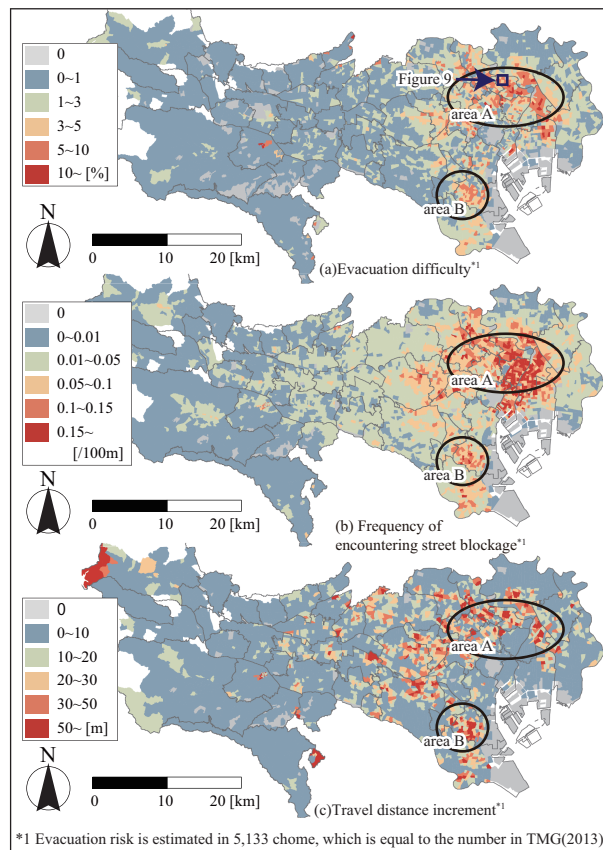 0
0~1
1~3
3~5
5~10
10~ [%]
Figure 9
area A
area B
N
0 10 20 [km]
(a)Evacuation difficulty*1
0
0~0.01
0.01~0.05
0.05~0.1
0.1~0.15
0.15~
[/100m]
area A
area B
N
0 10 20 [km]
(b) Frequency of
encountering street blockage*1
0
0~10
10~20
20~30
30~50
50~ [m]
area A
area B
N
0 10 20 [km]
(c)Travel distance increment*1
*1 Evacuation risk is estimated in 5,133 chome, which is equal to the number in TMG(2013)